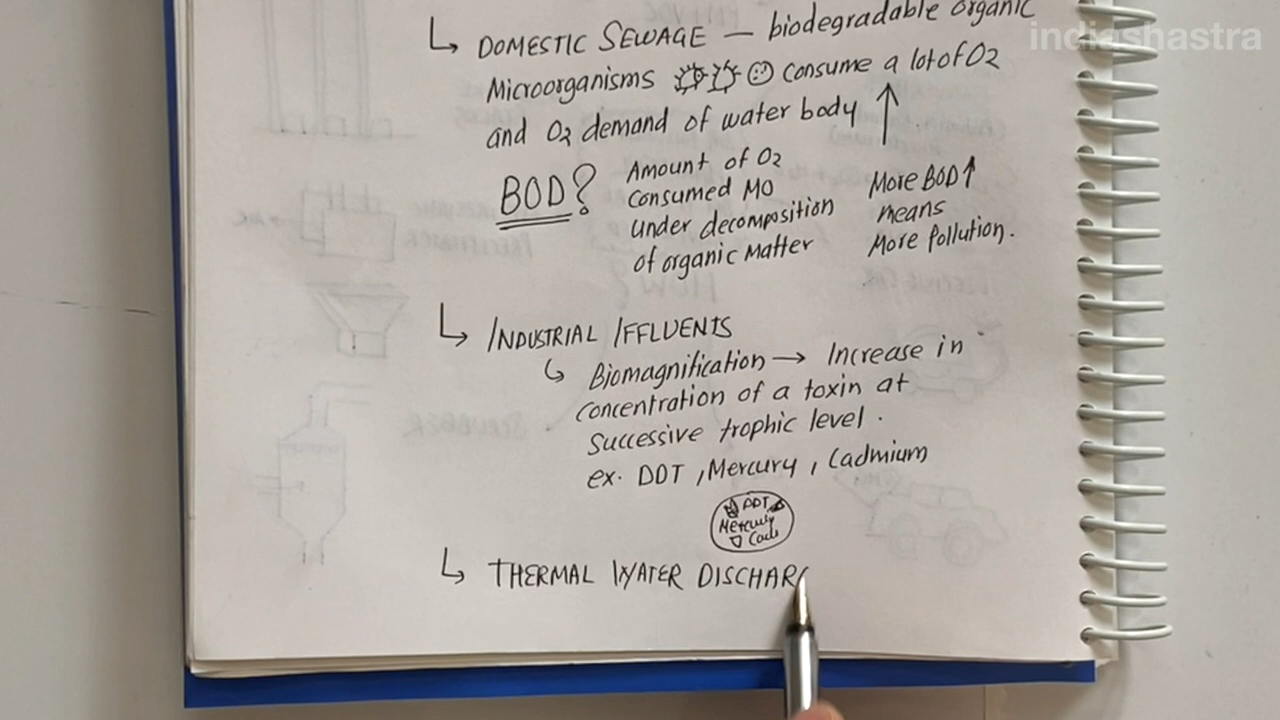 indiashastra
↳ DOMESTIC SEWAGE — biodegradable organic
Microorganisms consume a lot of O2
and O2 demand of water body ↑
BOD?
Amount of O2
consumed MO
under decomposition
of organic Matter
More BOD↑
means
More Pollution.
↳ INDUSTRIAL IFFLUENTS
↳ Biomagnification → Increase in
concentration of a toxin at
successive trophic level.
ex. DDT, Mercury, Cadmium
DDT
Mercury
↳ THERMAL WATER DISCHAR